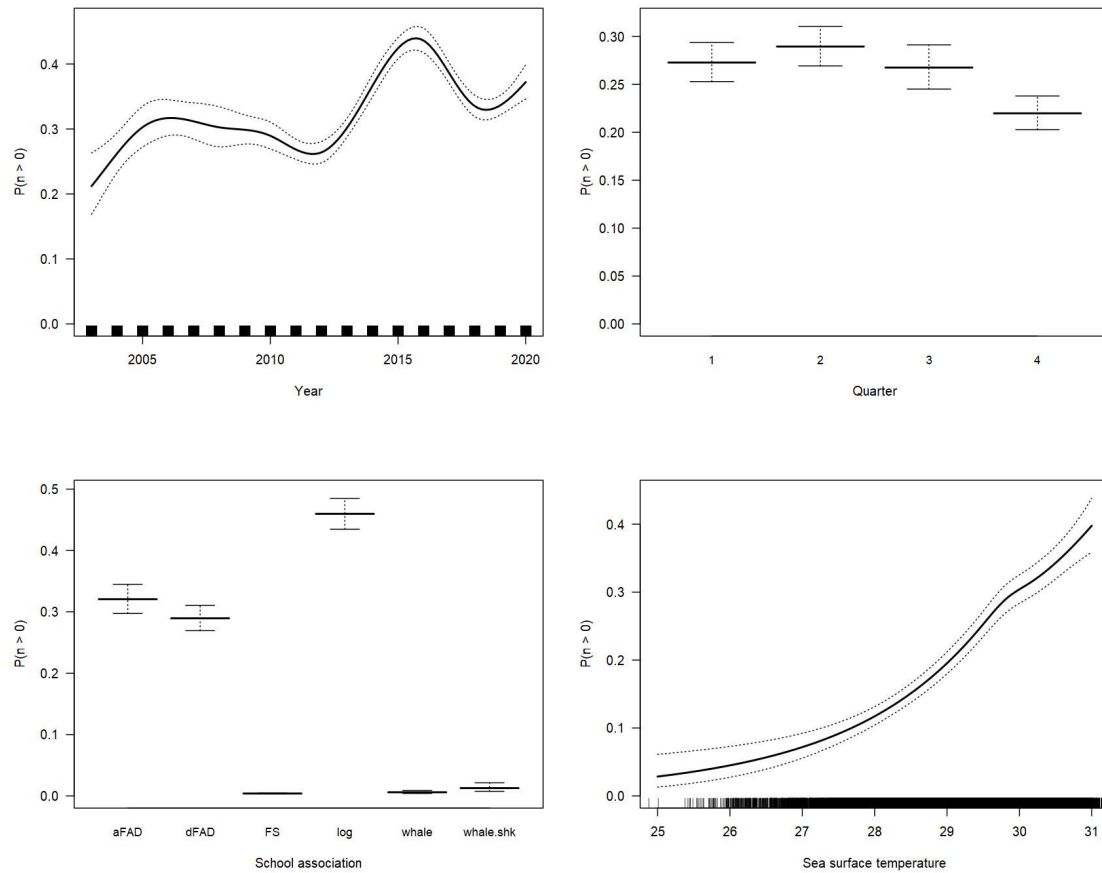 P(n > 0)
0.4
0.3
0.2
0.1
0.0
2005 2010 2015 2020
Year
P(n > 0)
0.30
0.25
0.20
0.15
0.10
0.05
0.00
1 2 3 4
Quarter
P(n > 0)
0.5
0.4
0.3
0.2
0.1
0.0
aFAD dFAD FS log whale whale.shk
School association
P(n > 0)
0.4
0.3
0.2
0.1
0.0
25 26 27 28 29 30 31
Sea surface temperature